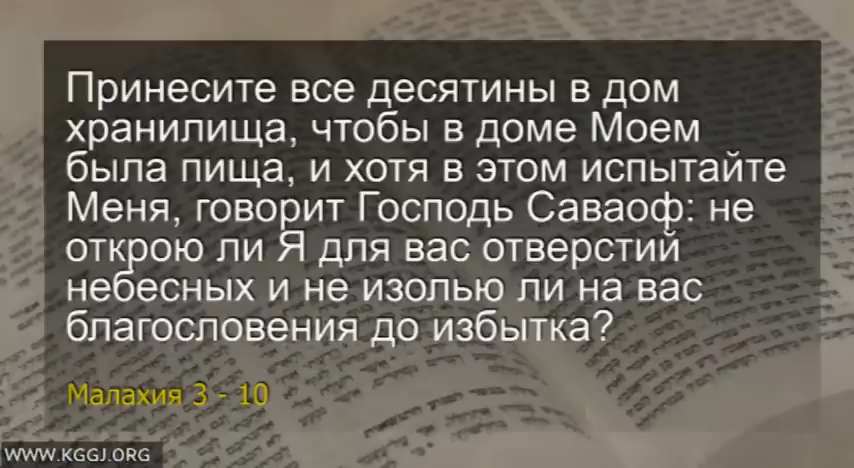 Принесите все десятины в дом
хранилища, чтобы в доме Моем
была пища, и хотя в этом испытайте
Меня, говорит Господь Саваоф: не
открою ли Я для вас отверстий
небесных и не изолью ли на вас
благословения до избытка?
Малахия 3 - 10
WWW.KGGJ.ORG